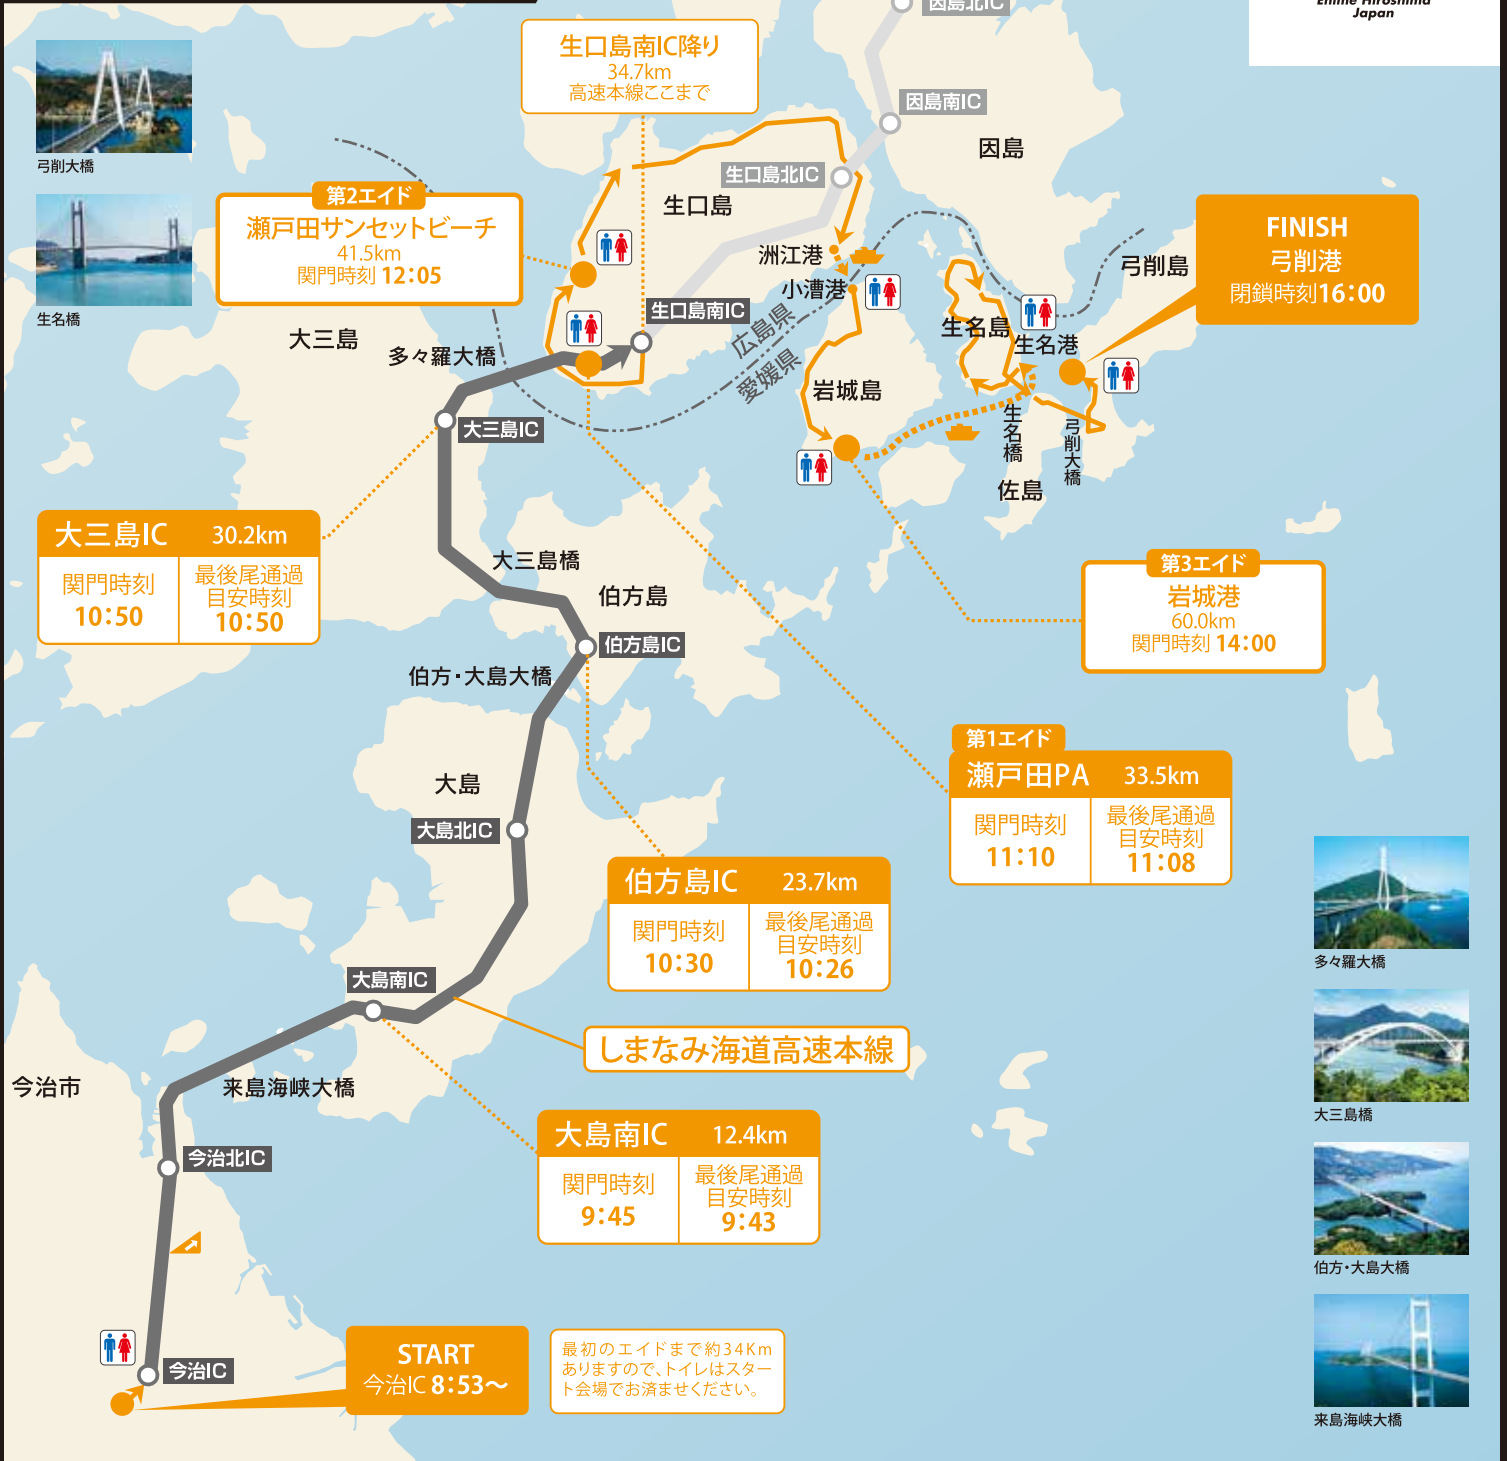 因島北IC
Ehime Hiroshima
Japan
生口島南IC降り
34.7km
高速本線ここまで
因島南IC
因島
弓削大橋
生口島北IC
生口島
第2エイド
瀬戸田サンセットビーチ
41.5km
関門時刻 12:05
FINISH
弓削港
閉鎖時刻16:00
洲江港
小漕港
弓削島
生名橋
大三島
多々羅大橋
生口島南IC
広島県
愛媛県
生名島
生名港
岩城島
大三島IC
生名橋
弓削大橋
佐島
大三島IC 30.2km
関門時刻
10:50
最後尾通過
目安時刻
10:50
大三島橋
伯方島
伯方島IC
伯方・大島大橋
第3エイド
岩城港
60.0km
関門時刻 14:00
第1エイド
瀬戸田PA 33.5km
関門時刻
11:10
最後尾通過
目安時刻
11:08
大島
大島北IC
伯方島IC 23.7km
関門時刻
10:30
最後尾通過
目安時刻
10:26
多々羅大橋
大島南IC
しまなみ海道高速本線
今治市
来島海峡大橋
大三島橋
大島南IC 12.4km
関門時刻
9:45
最後尾通過
目安時刻
9:43
今治北IC
伯方・大島大橋
今治IC
START
今治IC 8:53～
最初のエイドまで約34Km
ありますので、トイレはスター
ト会場でお済ませください。
来島海峡大橋